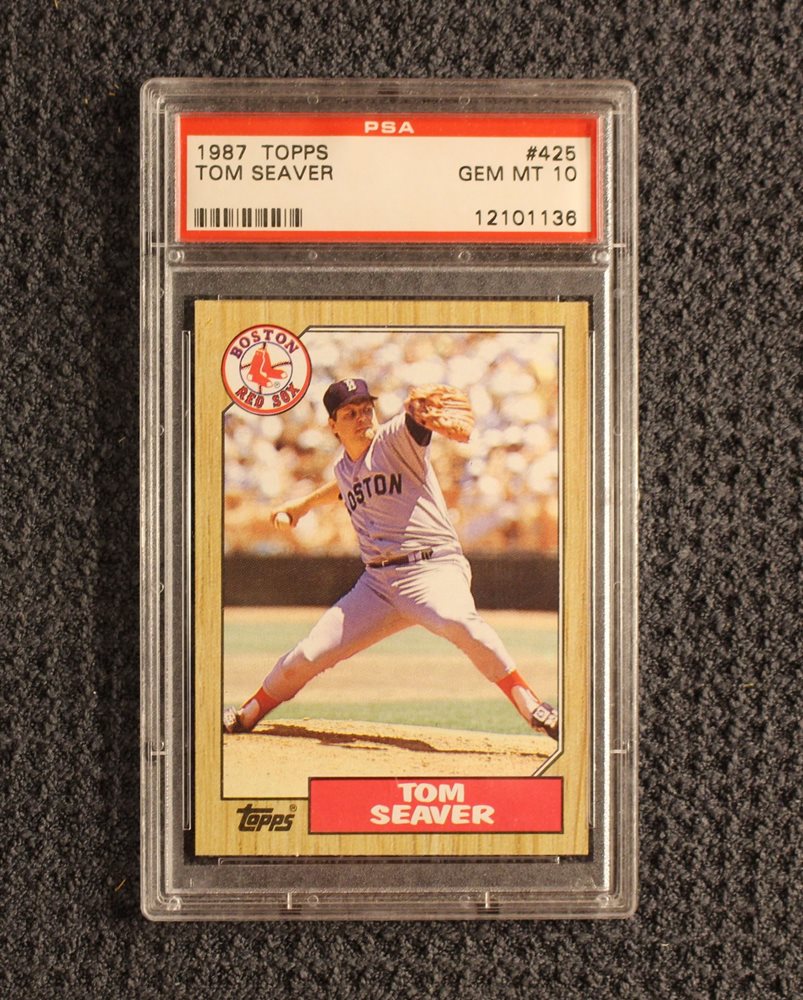 PSA
1987 TOPPS #425
TOM SEAVER GEM MT 10
12101136
BOSTON
RED SOX
®
B
BOSTON
topps®
TOM
SEAVER